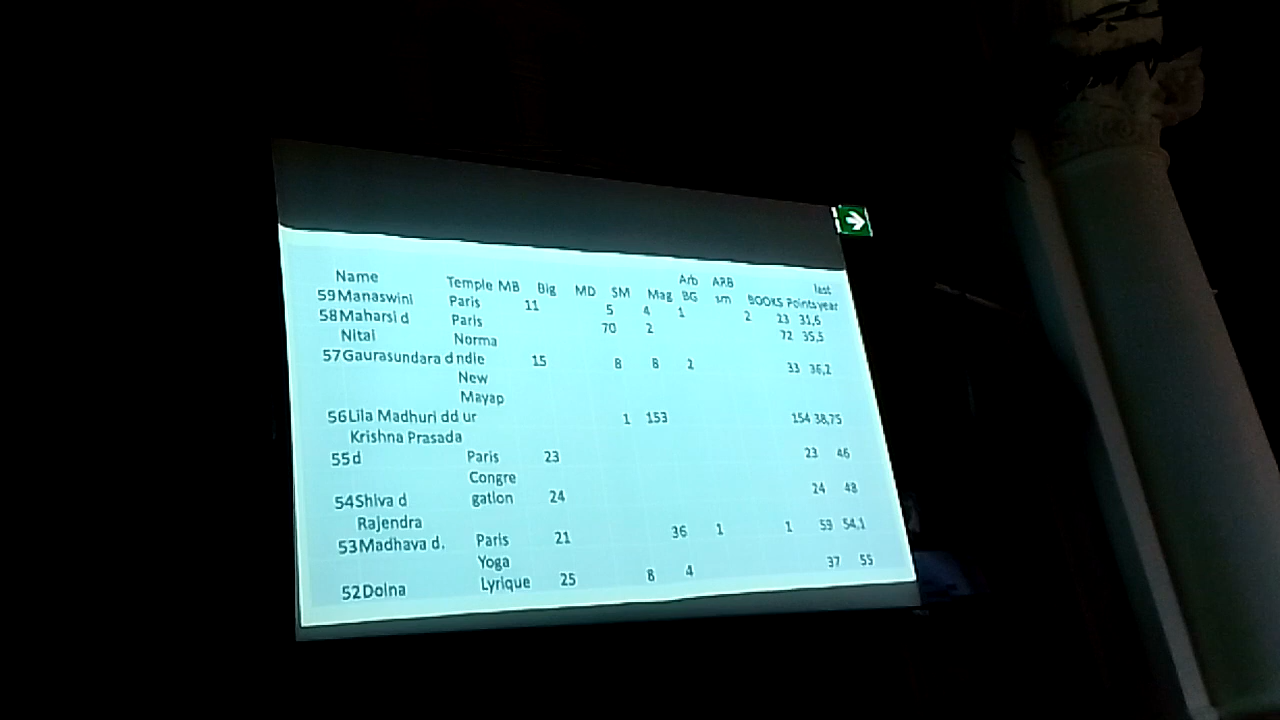 Arb ARB last
Name Temple MB Big MD SM Mag BG sm BOOKS Points year
59 Manaswini Paris 11 5 4 1 2 23 31,5
58 Maharsi d Paris 70 2 72 35,5
Nitai Norma
57 Gaurasundara d ndie 15 8 8 2 33 36,2
New
Mayap
56 Lila Madhuri dd ur 1 153 154 38,75
Krishna Prasada
55 d Paris 23 23 46
Congre
54 Shiva d gation 24 24 48
Rajendra
53 Madhava d. Paris 21 36 1 1 59 54,1
Yoga
52 Doina Lyrique 25 8 4 37 55